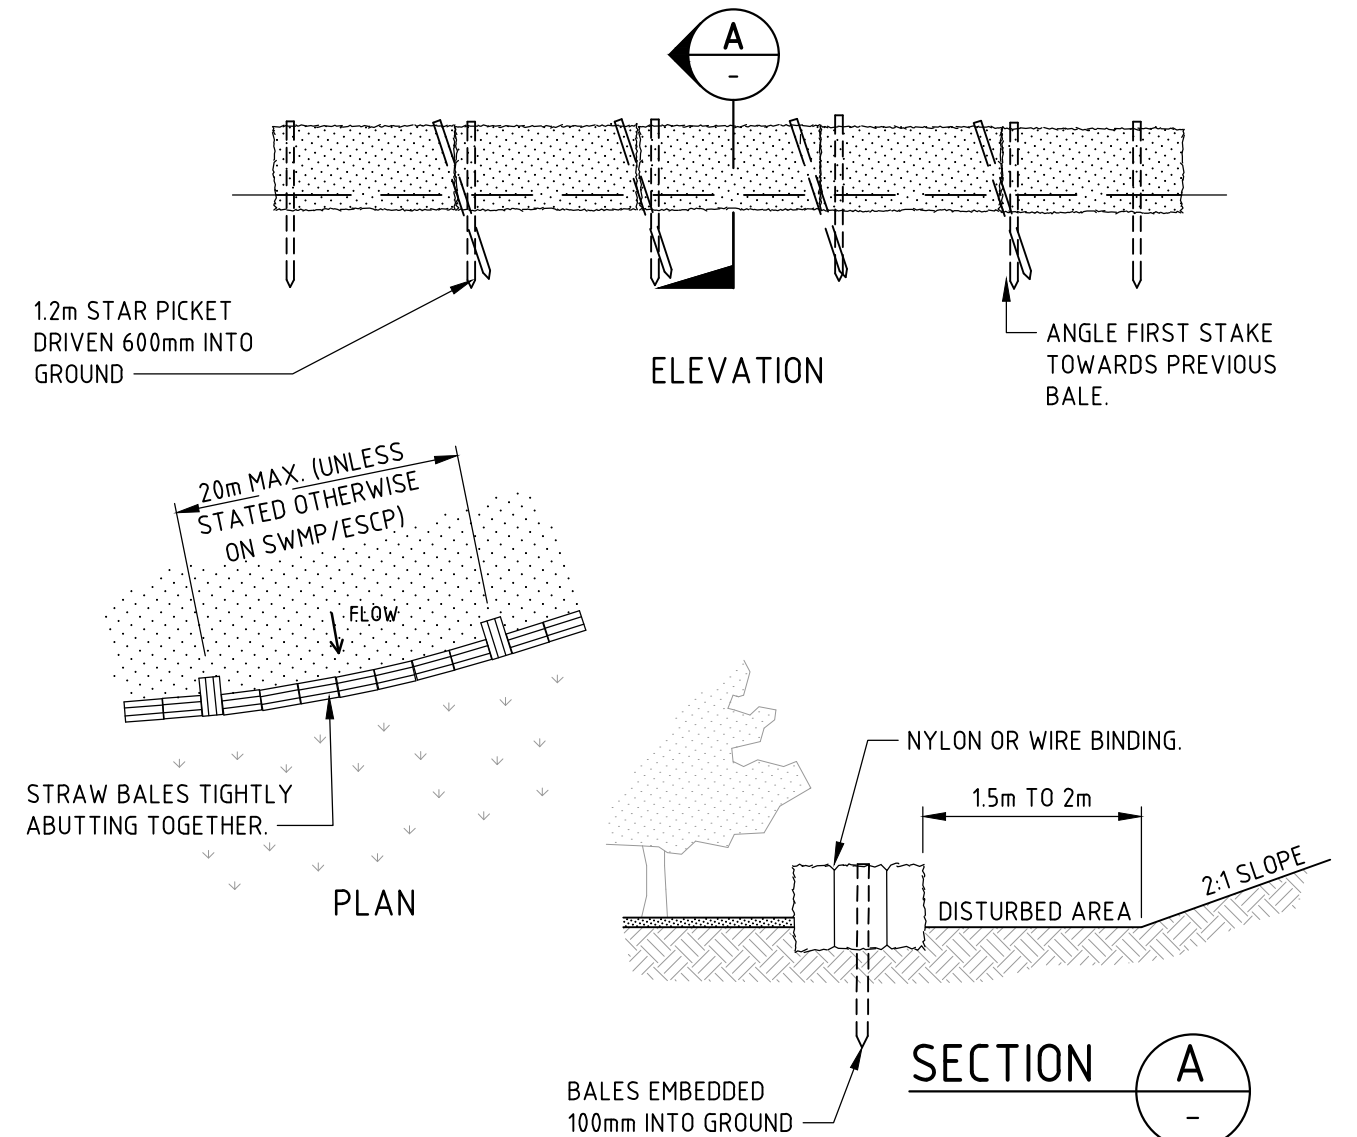 A
-
1.2m STAR PICKET
DRIVEN 600mm INTO
GROUND
ELEVATION
ANGLE FIRST STAKE
TOWARDS PREVIOUS
BALE.
20m MAX. (UNLESS
STATED OTHERWISE
ON SWMP/ESCP)
FLOW
STRAW BALES TIGHTLY
ABUTTING TOGETHER.
PLAN
NYLON OR WIRE BINDING.
1.5m TO 2m
2:1 SLOPE
DISTURBED AREA
BALES EMBEDDED
100mm INTO GROUND
SECTION
A
-